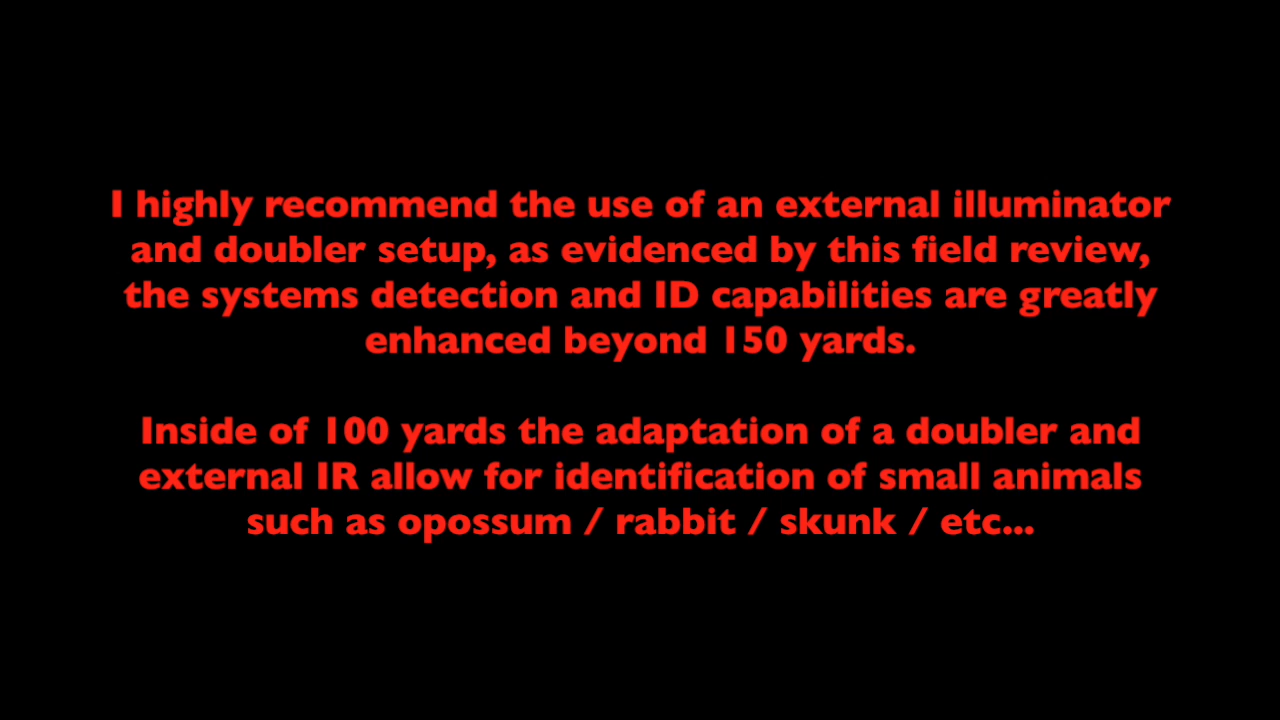 I highly recommend the use of an external illuminator
and doubler setup, as evidenced by this field review,
the systems detection and ID capabilities are greatly
enhanced beyond 150 yards.
Inside of 100 yards the adaptation of a doubler and
external IR allow for identification of small animals
such as opossum / rabbit / skunk / etc...